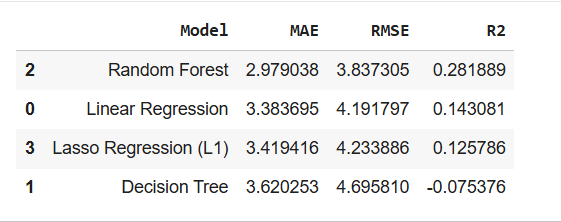 Model MAE RMSE R2
2 Random Forest 2.979038 3.837305 0.281889
0 Linear Regression 3.383695 4.191797 0.143081
3 Lasso Regression (L1) 3.419416 4.233886 0.125786
1 Decision Tree 3.620253 4.695810 -0.075376